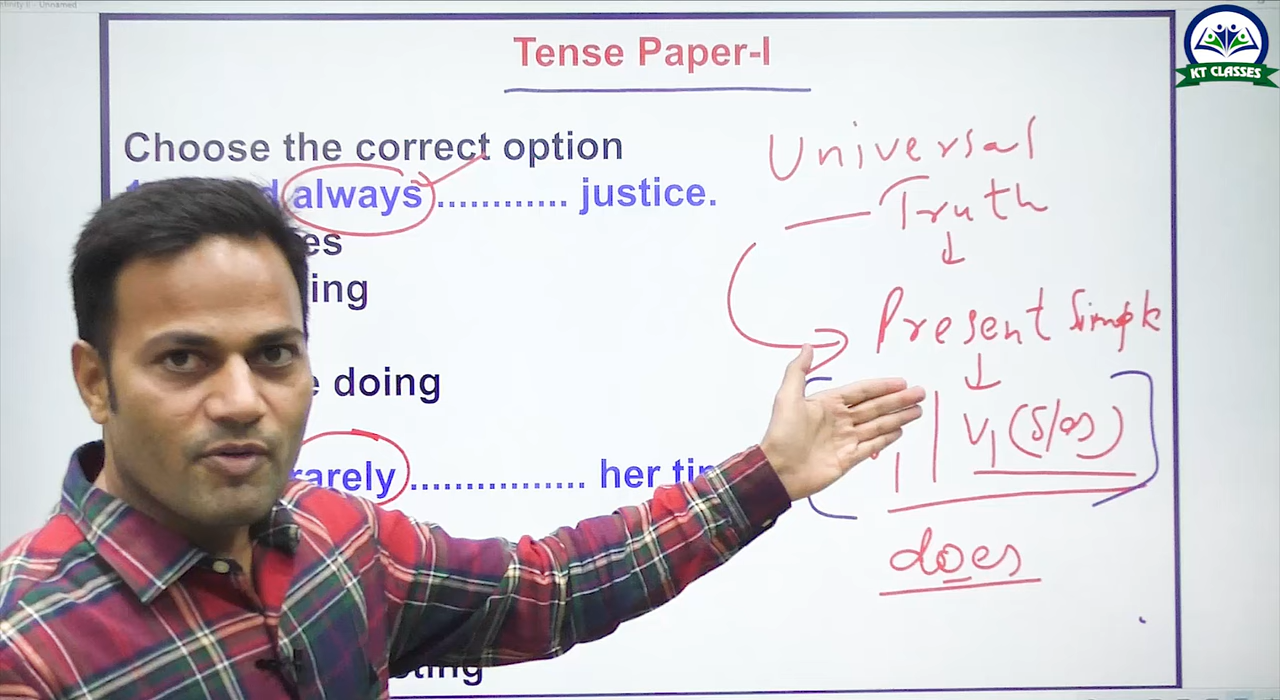 Tense Paper-I
KT CLASSES
Choose the correct option
always ............ justice.
es
ing
e doing
rarely ............... her
Universal
Truth
Present Simple
V1 (S/es)
does